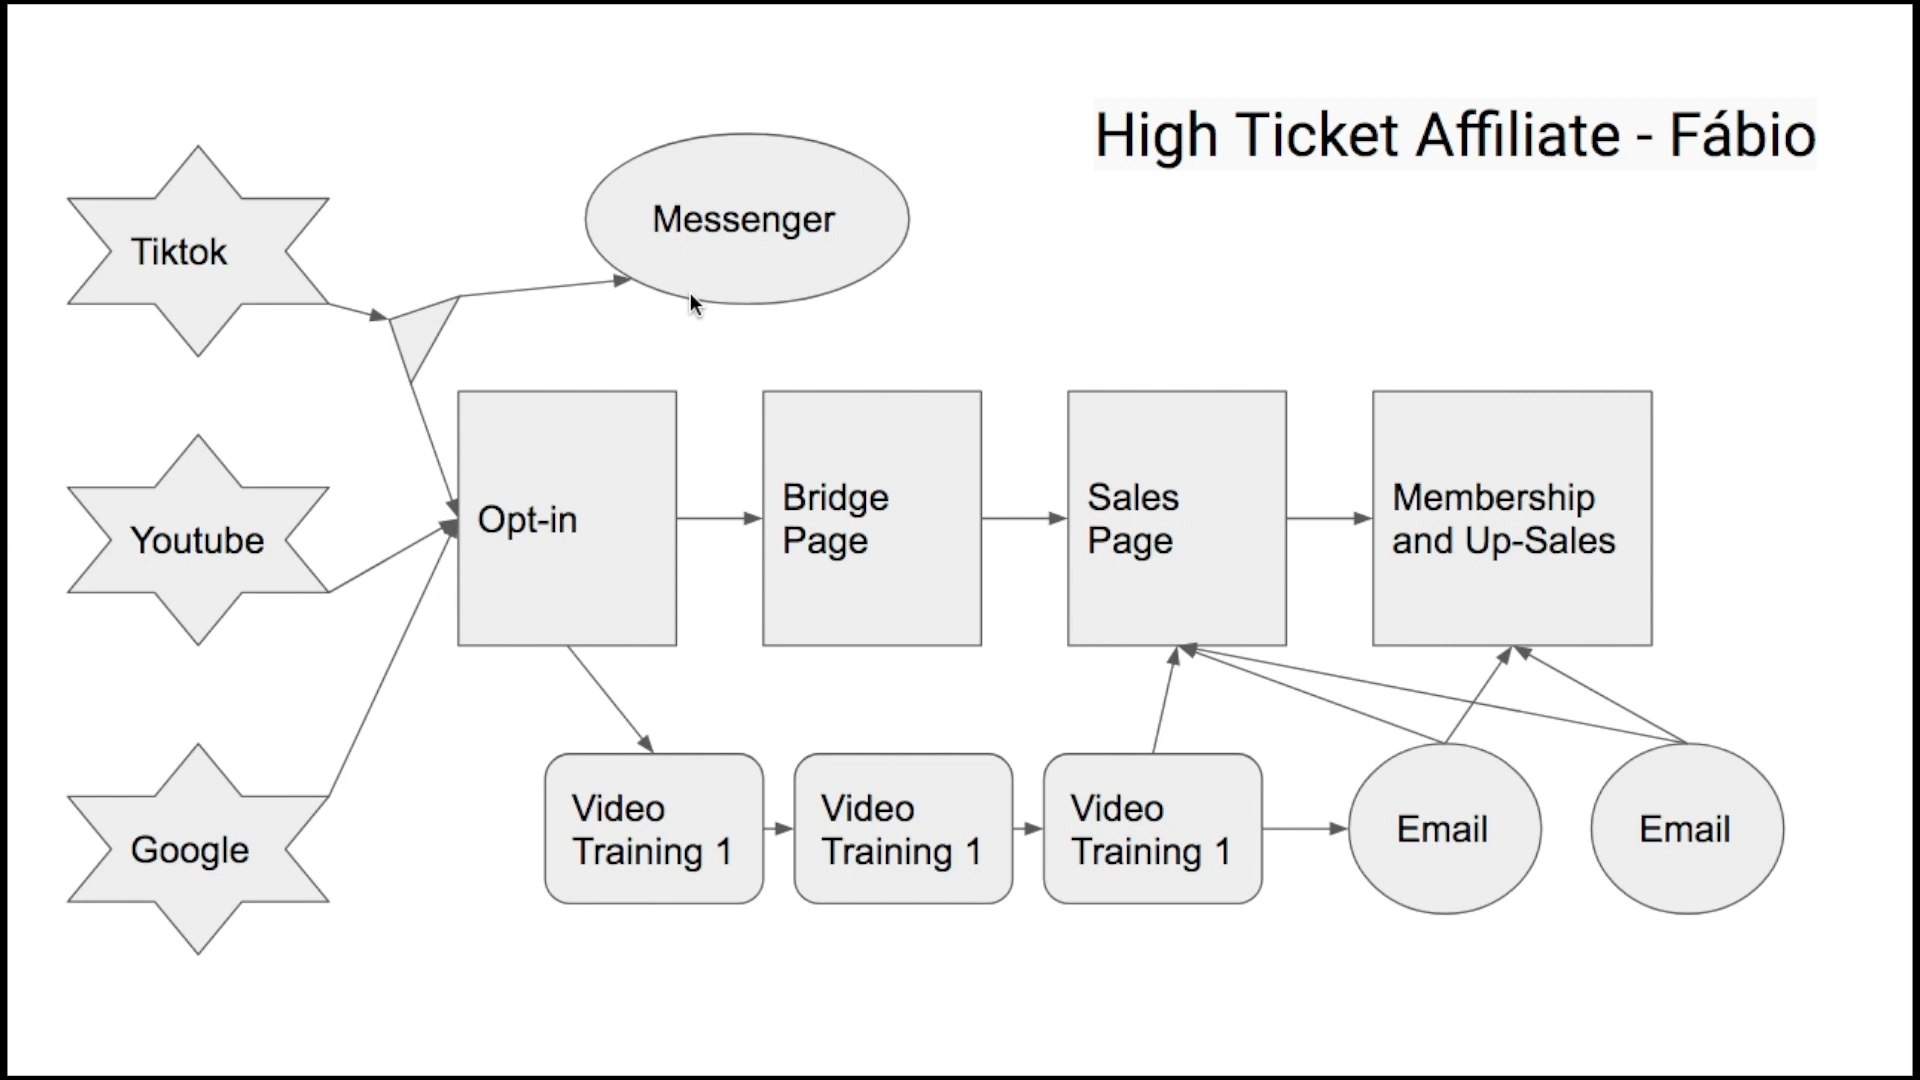 High Ticket Affiliate - Fábio
Messenger
Tiktok
Youtube
Google
Opt-in
Bridge
Page
Sales
Page
Membership
and Up-Sales
Video
Training 1
Video
Training 1
Video
Training 1
Email
Email